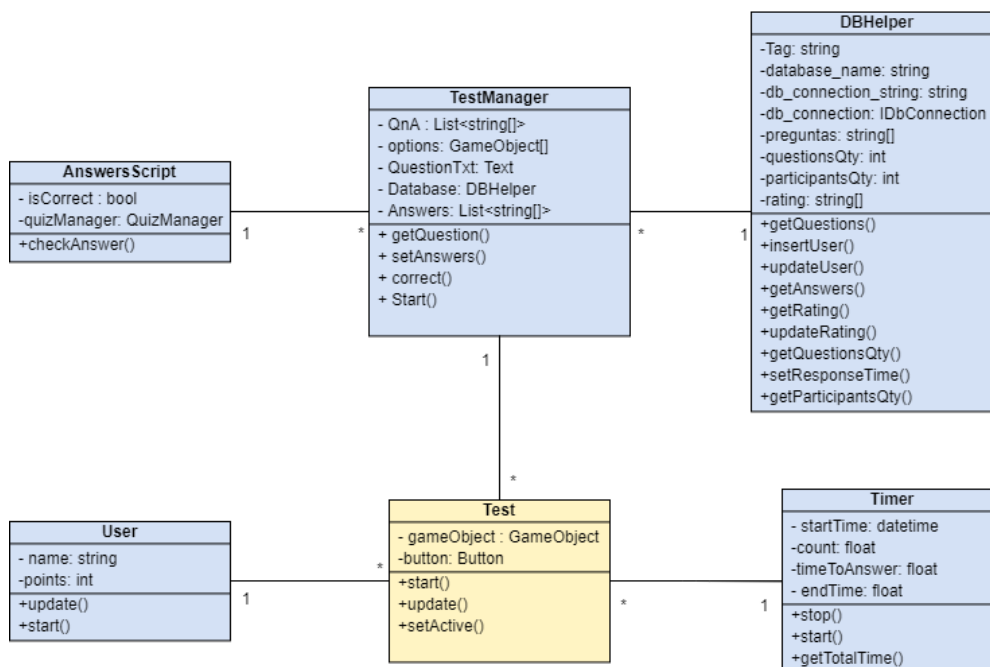 DBHelper
-Tag: string
-database_name: string
-db_connection_string: string
-db_connection: IDbConnection
-preguntas: string[]
-questionsQty: int
-participantsQty: int
-rating: string[]
+getQuestions()
+insertUser()
+updateUser()
+getAnswers()
+getRating()
+updateRating()
+getQuestionsQty()
+setResponseTime()
+getParticipantsQty()
TestManager
- QnA : List<string[]>
- options: GameObject[]
- QuestionTxt: Text
- Database: DBHelper
- Answers: List<string[]>
+ getQuestion()
+ setAnswers()
+ correct()
+ Start()
AnswersScript
- isCorrect : bool
-quizManager: QuizManager
+checkAnswer()
1
*
*
1
1
*
Test
- gameObject : GameObject
-button: Button
+start()
+update()
+setActive()
User
- name: string
-points: int
+update()
+start()
1
*
*
1
Timer
- startTime: datetime
-count: float
-timeToAnswer: float
- endTime: float
+stop()
+start()
+getTotalTime()